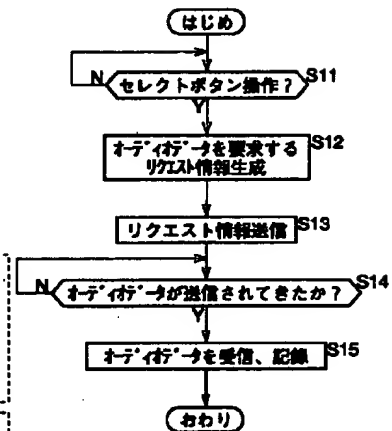 はじめ
N セレクトボタン操作？ S11
Y
オーディオデータを要求する S12
リクエスト情報生成
リクエスト情報送信 S13
N オーディオデータが送信されてきたか？ S14
Y
オーディオデータを受信、記録 S15
おわり